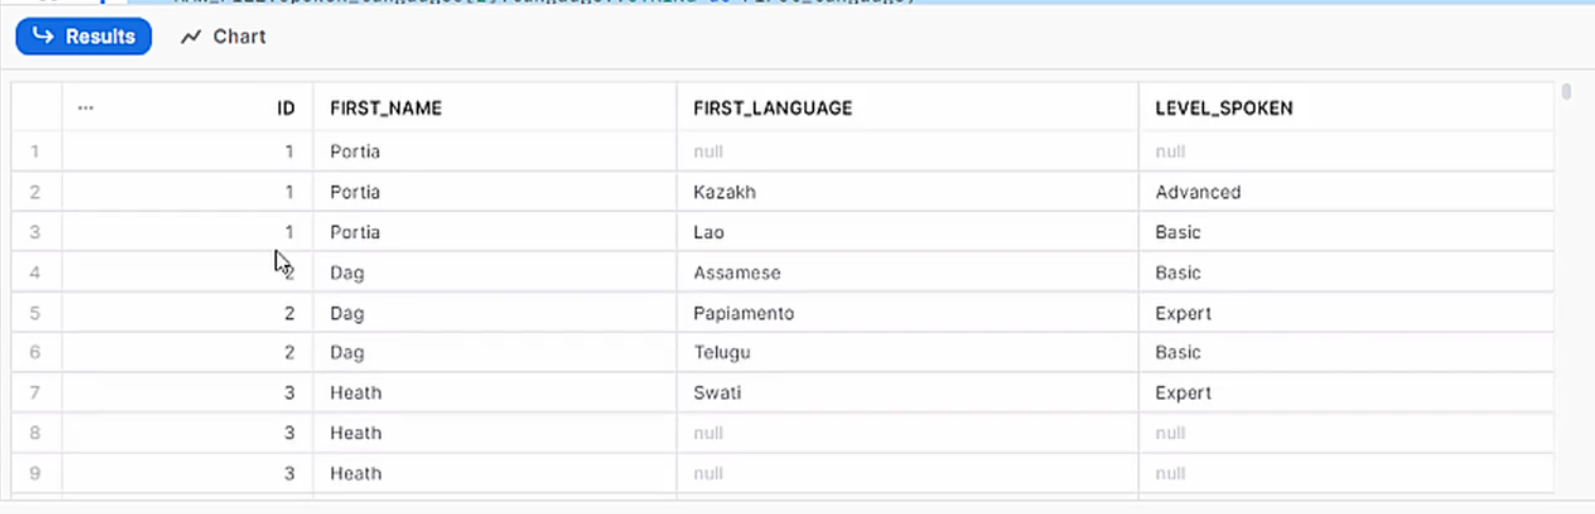 Results Chart
... ID FIRST_NAME FIRST_LANGUAGE LEVEL_SPOKEN
1 1 Portia null null
2 1 Portia Kazakh Advanced
3 1 Portia Lao Basic
4 2 Dag Assamese Basic
5 2 Dag Papiamento Expert
6 2 Dag Telugu Basic
7 3 Heath Swati Expert
8 3 Heath null null
9 3 Heath null null